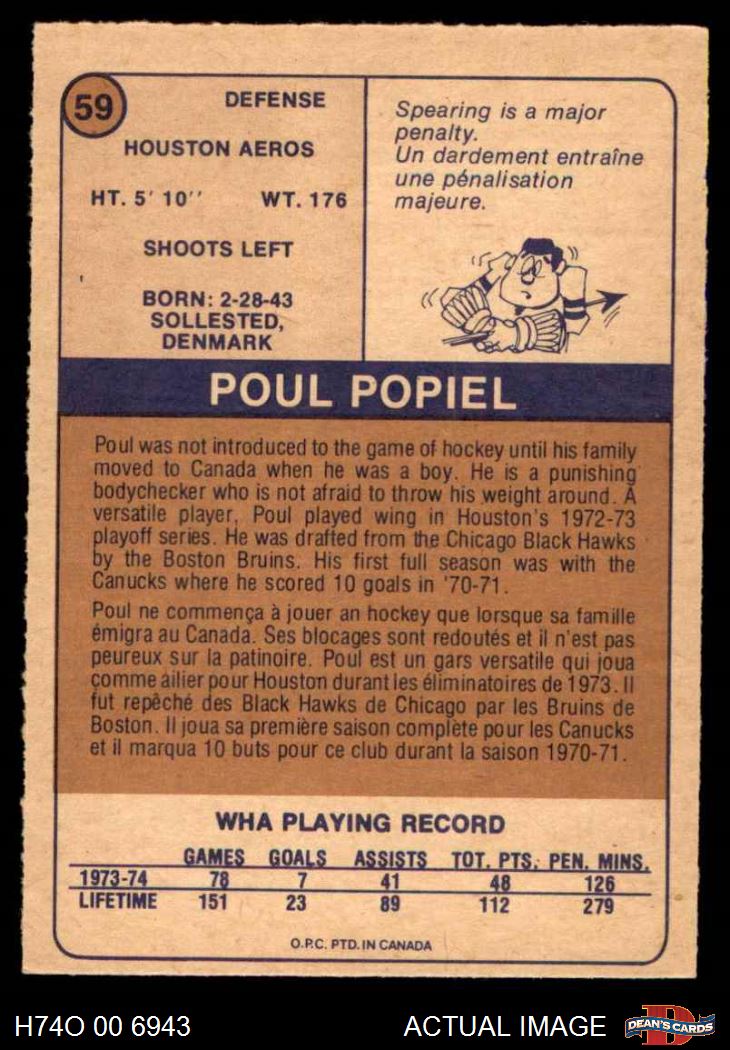 59
DEFENSE
HOUSTON AEROS
HT. 5' 10'' WT. 176
SHOOTS LEFT
BORN: 2-28-43
SOLLESTED,
DENMARK
Spearing is a major
penalty.
Un dardement entraîne
une pénalisation
majeure.
POUL POPIEL
Poul was not introduced to the game of hockey until his family
moved to Canada when he was a boy. He is a punishing
bodychecker who is not afraid to throw his weight around. A
versatile player, Poul played wing in Houston's 1972-73
playoff series. He was drafted from the Chicago Black Hawks
by the Boston Bruins. His first full season was with the
Canucks where he scored 10 goals in '70-71.
Poul ne commença à jouer an hockey que lorsque sa famille
émigra au Canada. Ses blocages sont redoutés et il n'est pas
peureux sur la patinoire. Poul est un gars versatile qui joua
comme ailier pour Houston durant les éliminatoires de 1973. Il
fut repêché des Black Hawks de Chicago par les Bruins de
Boston. Il joua sa première saison complète pour les Canucks
et il marqua 10 buts pour ce club durant la saison 1970-71.
WHA PLAYING RECORD
GAMES GOALS ASSISTS TOT. PTS. PEN. MINS.
1973-74 78 7 41 48 126
LIFETIME 151 23 89 112 279
O.P.C. PTD. IN CANADA
H74O 00 6943 ACTUAL IMAGE
D
DEAN'S CARDS